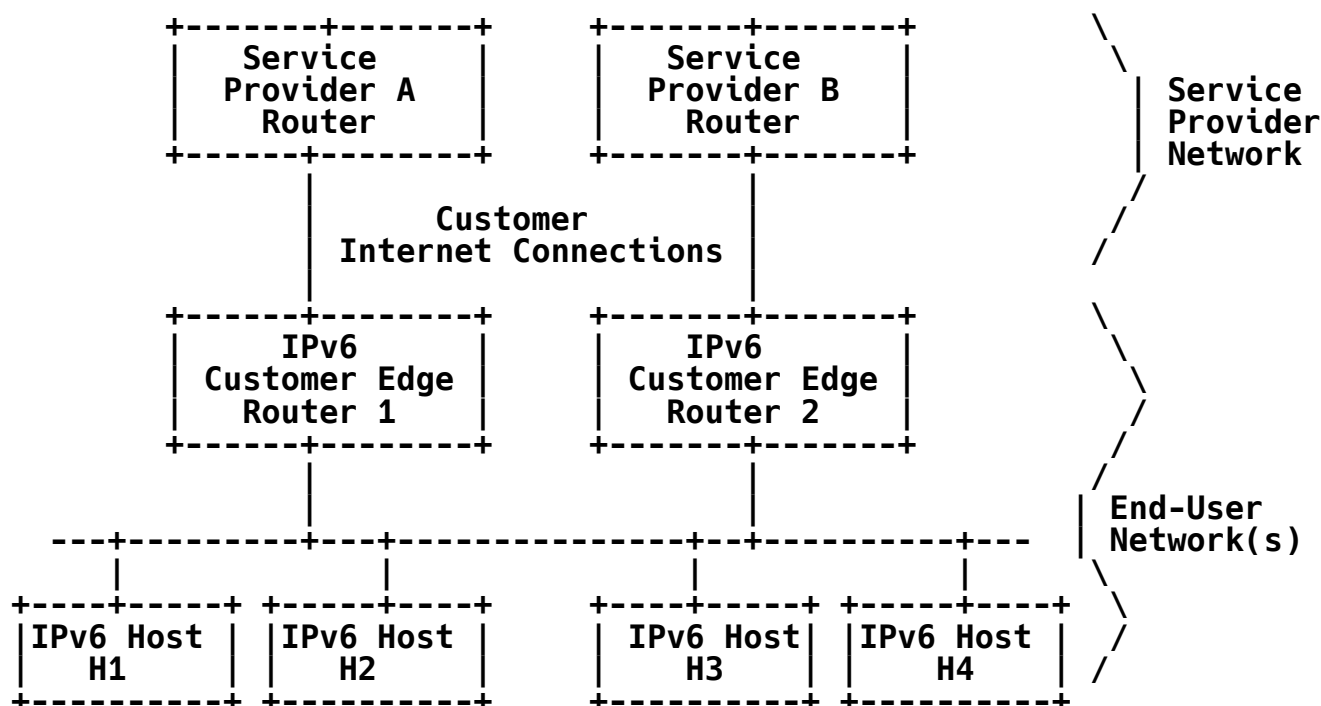 Service
Provider A
Router
Service
Provider B
Router
Service
Provider
Network
Customer
Internet Connections
IPv6
Customer Edge
Router 1
IPv6
Customer Edge
Router 2
End-User
Network(s)
IPv6 Host
H1
IPv6 Host
H2
IPv6 Host
H3
IPv6 Host
H4